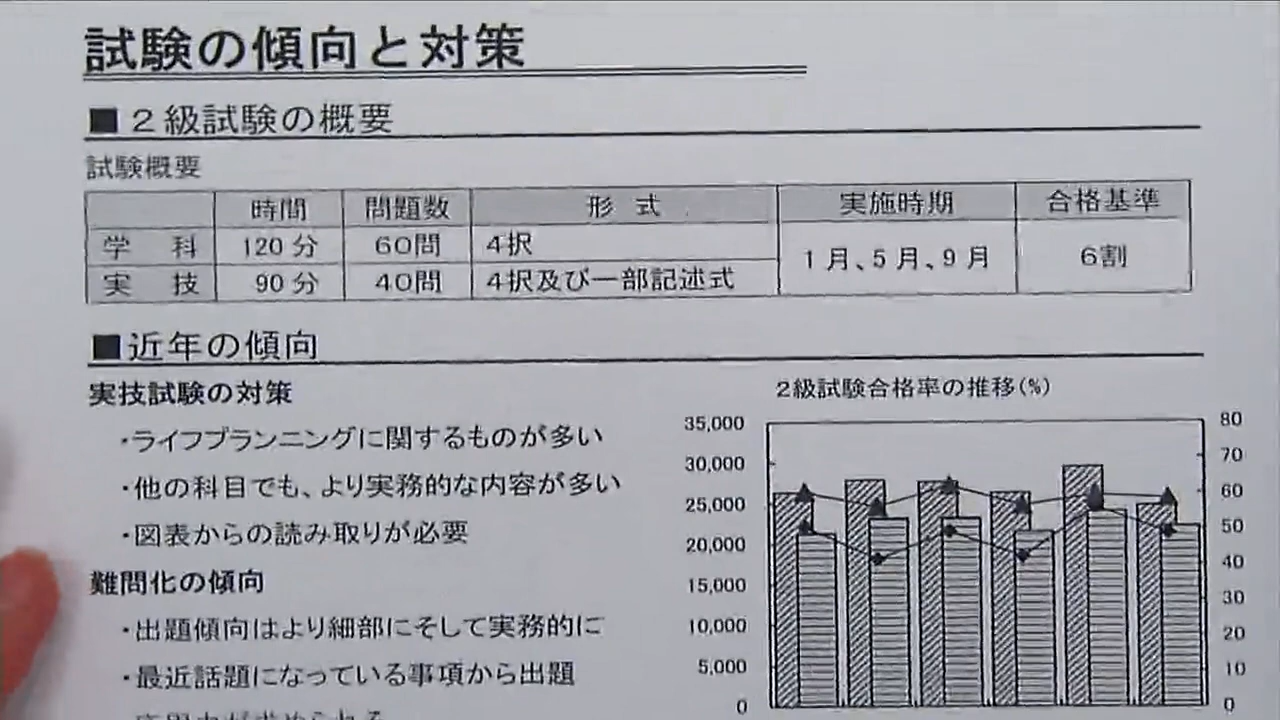 試験の傾向と対策
■２級試験の概要
試験概要
時間 問題数 形 式 実施時期 合格基準
学 科 120分 60問 4択 1月、5月、9月 6割
実 技 90分 40問 4択及び一部記述式
■近年の傾向
実技試験の対策
・ライフプランニングに関するものが多い
・他の科目でも、より実務的な内容が多い
・図表からの読み取りが必要
難問化の傾向
・出題傾向はより細部にそして実務的に
・最近話題になっている事項から出題
2級試験合格率の推移(%)
35,000
30,000
25,000
20,000
15,000
10,000
5,000
0
80
70
60
50
40
30
20
10
0